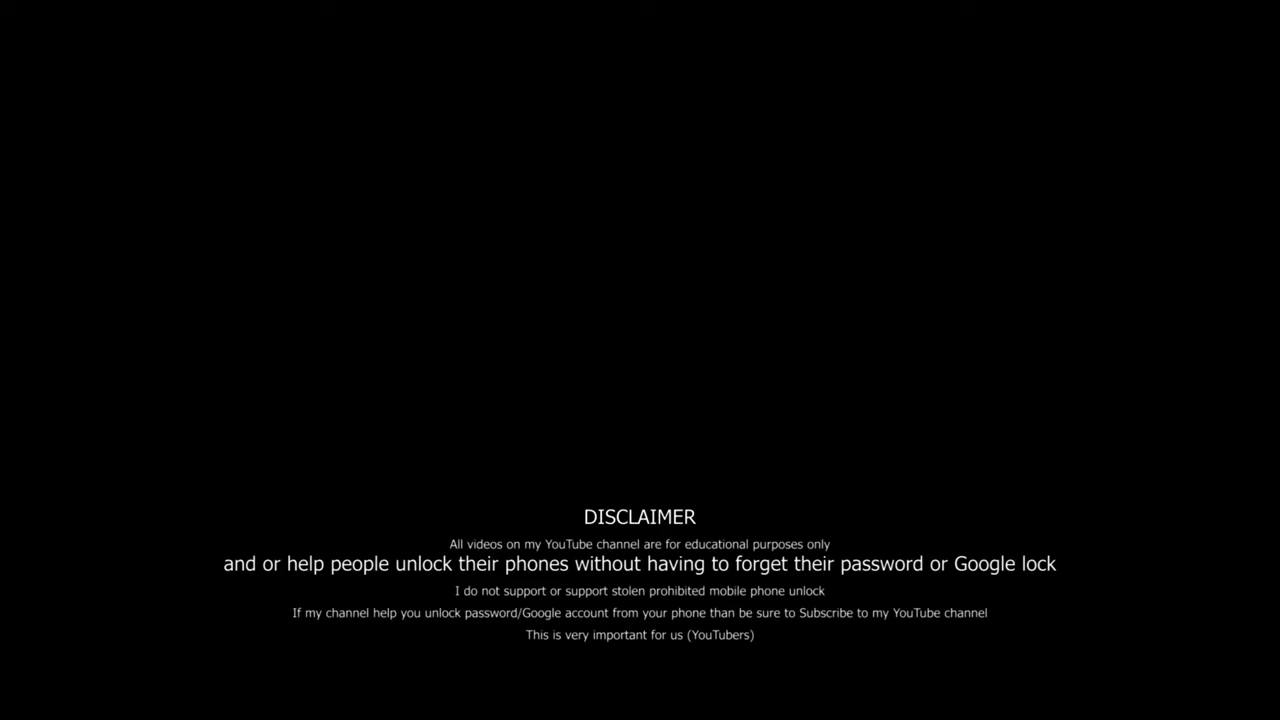 DISCLAIMER
All videos on my YouTube channel are for educational purposes only
and or help people unlock their phones without having to forget their password or Google lock
I do not support or support stolen prohibited mobile phone unlock
If my channel help you unlock password/Google account from your phone than be sure to Subscribe to my YouTube channel
This is very important for us (YouTubers)